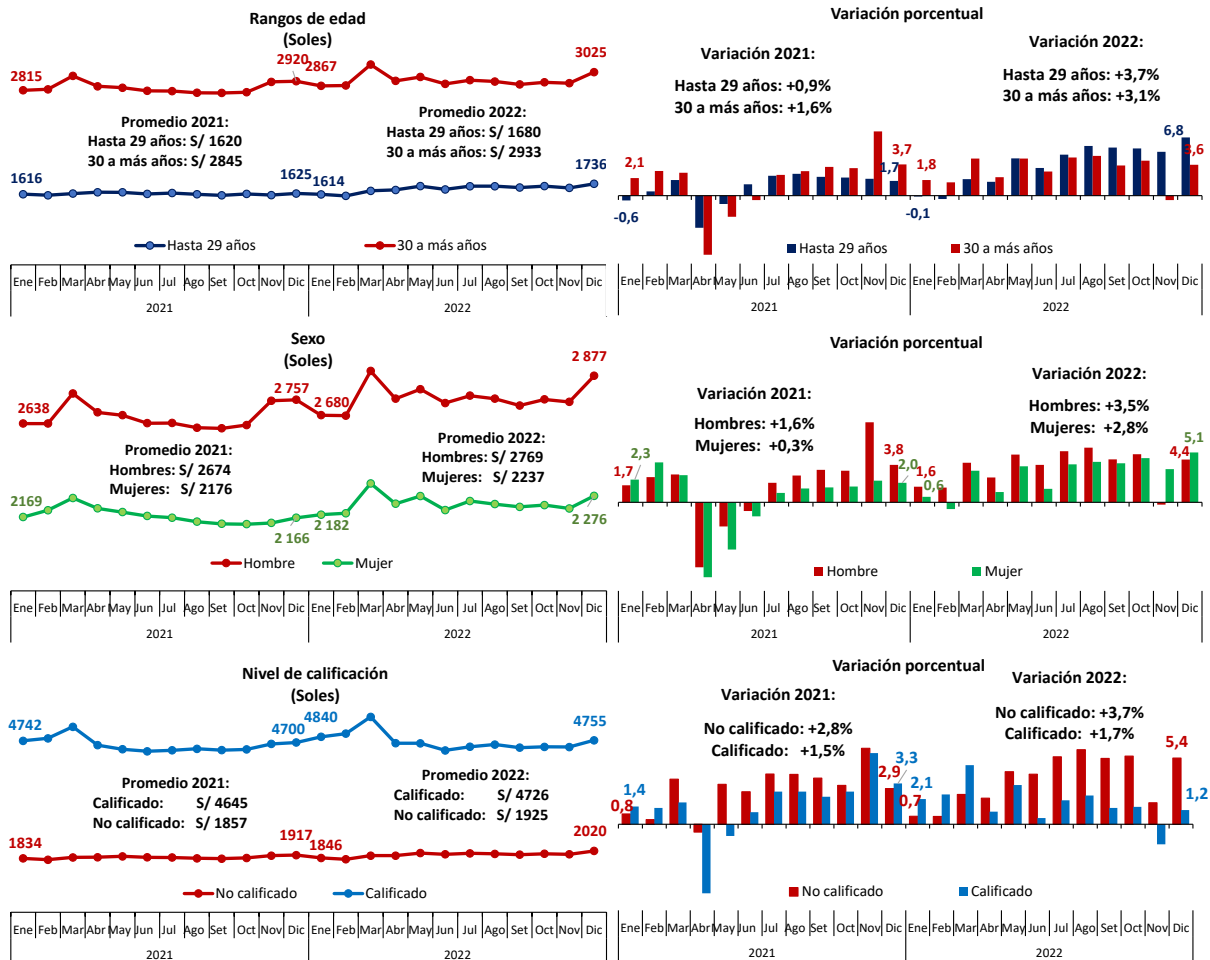 Rangos de edad
(Soles)
2815
2920
2867
3025
Promedio 2021:
Hasta 29 años: S/ 1620
30 a más años: S/ 2845
Promedio 2022:
Hasta 29 años: S/ 1680
30 a más años: S/ 2933
1616
1625
1614
1736
Hasta 29 años
30 a más años
Ene Feb Mar Abr May Jun Jul Ago Set Oct Nov Dic Ene Feb Mar Abr May Jun Jul Ago Set Oct Nov Dic
2021 2022
Variación porcentual
Variación 2021:
Hasta 29 años: +0,9%
30 a más años: +1,6%
Variación 2022:
Hasta 29 años: +3,7%
30 a más años: +3,1%
2,1
-0,6
1,7
3,7
1,8
-0,1
6,8
3,6
Hasta 29 años
30 a más años
Ene Feb Mar Abr May Jun Jul Ago Set Oct Nov Dic Ene Feb Mar Abr May Jun Jul Ago Set Oct Nov Dic
2021 2022
Sexo
(Soles)
2638
2 757
2 680
2 877
Promedio 2021:
Hombres: S/ 2674
Mujeres: S/ 2176
Promedio 2022:
Hombres: S/ 2769
Mujeres: S/ 2237
2169
2 166
2 182
2 276
Hombre
Mujer
Ene Feb Mar Abr May Jun Jul Ago Set Oct Nov Dic Ene Feb Mar Abr May Jun Jul Ago Set Oct Nov Dic
2021 2022
Variación porcentual
Variación 2021:
Hombres: +1,6%
Mujeres: +0,3%
Variación 2022:
Hombres: +3,5%
Mujeres: +2,8%
1,7
2,3
3,8
2,0
1,6
0,6
4,4
5,1
Hombre
Mujer
Ene Feb Mar Abr May Jun Jul Ago Set Oct Nov Dic Ene Feb Mar Abr May Jun Jul Ago Set Oct Nov Dic
2021 2022
Nivel de calificación
(Soles)
4742
4700
4840
4755
Promedio 2021:
Calificado: S/ 4645
No calificado: S/ 1857
Promedio 2022:
Calificado: S/ 4726
No calificado: S/ 1925
1834
1917
1846
2020
No calificado
Calificado
Ene Feb Mar Abr May Jun Jul Ago Set Oct Nov Dic Ene Feb Mar Abr May Jun Jul Ago Set Oct Nov Dic
2021 2022
Variación porcentual
Variación 2021:
No calificado: +2,8%
Calificado: +1,5%
Variación 2022:
No calificado: +3,7%
Calificado: +1,7%
0,8
1,4
2,9
3,3
0,7
2,1
5,4
1,2
No calificado
Calificado
Ene Feb Mar Abr May Jun Jul Ago Set Oct Nov Dic Ene Feb Mar Abr May Jun Jul Ago Set Oct Nov Dic
2021 2022